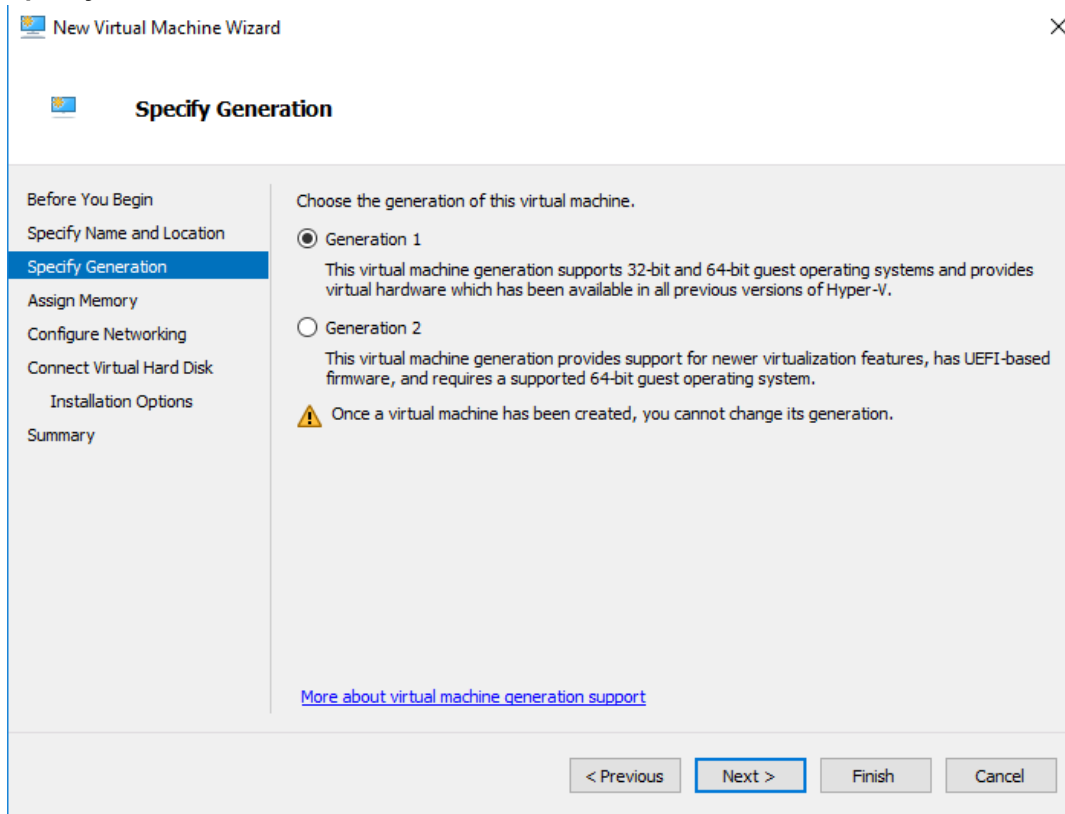 New Virtual Machine Wizard
Specify Generation
Before You Begin
Specify Name and Location
Specify Generation
Assign Memory
Configure Networking
Connect Virtual Hard Disk
Installation Options
Summary
Choose the generation of this virtual machine.
Generation 1
This virtual machine generation supports 32-bit and 64-bit guest operating systems and provides
virtual hardware which has been available in all previous versions of Hyper-V.
Generation 2
This virtual machine generation provides support for newer virtualization features, has UEFI-based
firmware, and requires a supported 64-bit guest operating system.
Once a virtual machine has been created, you cannot change its generation.
More about virtual machine generation support
< Previous
Next >
Finish
Cancel